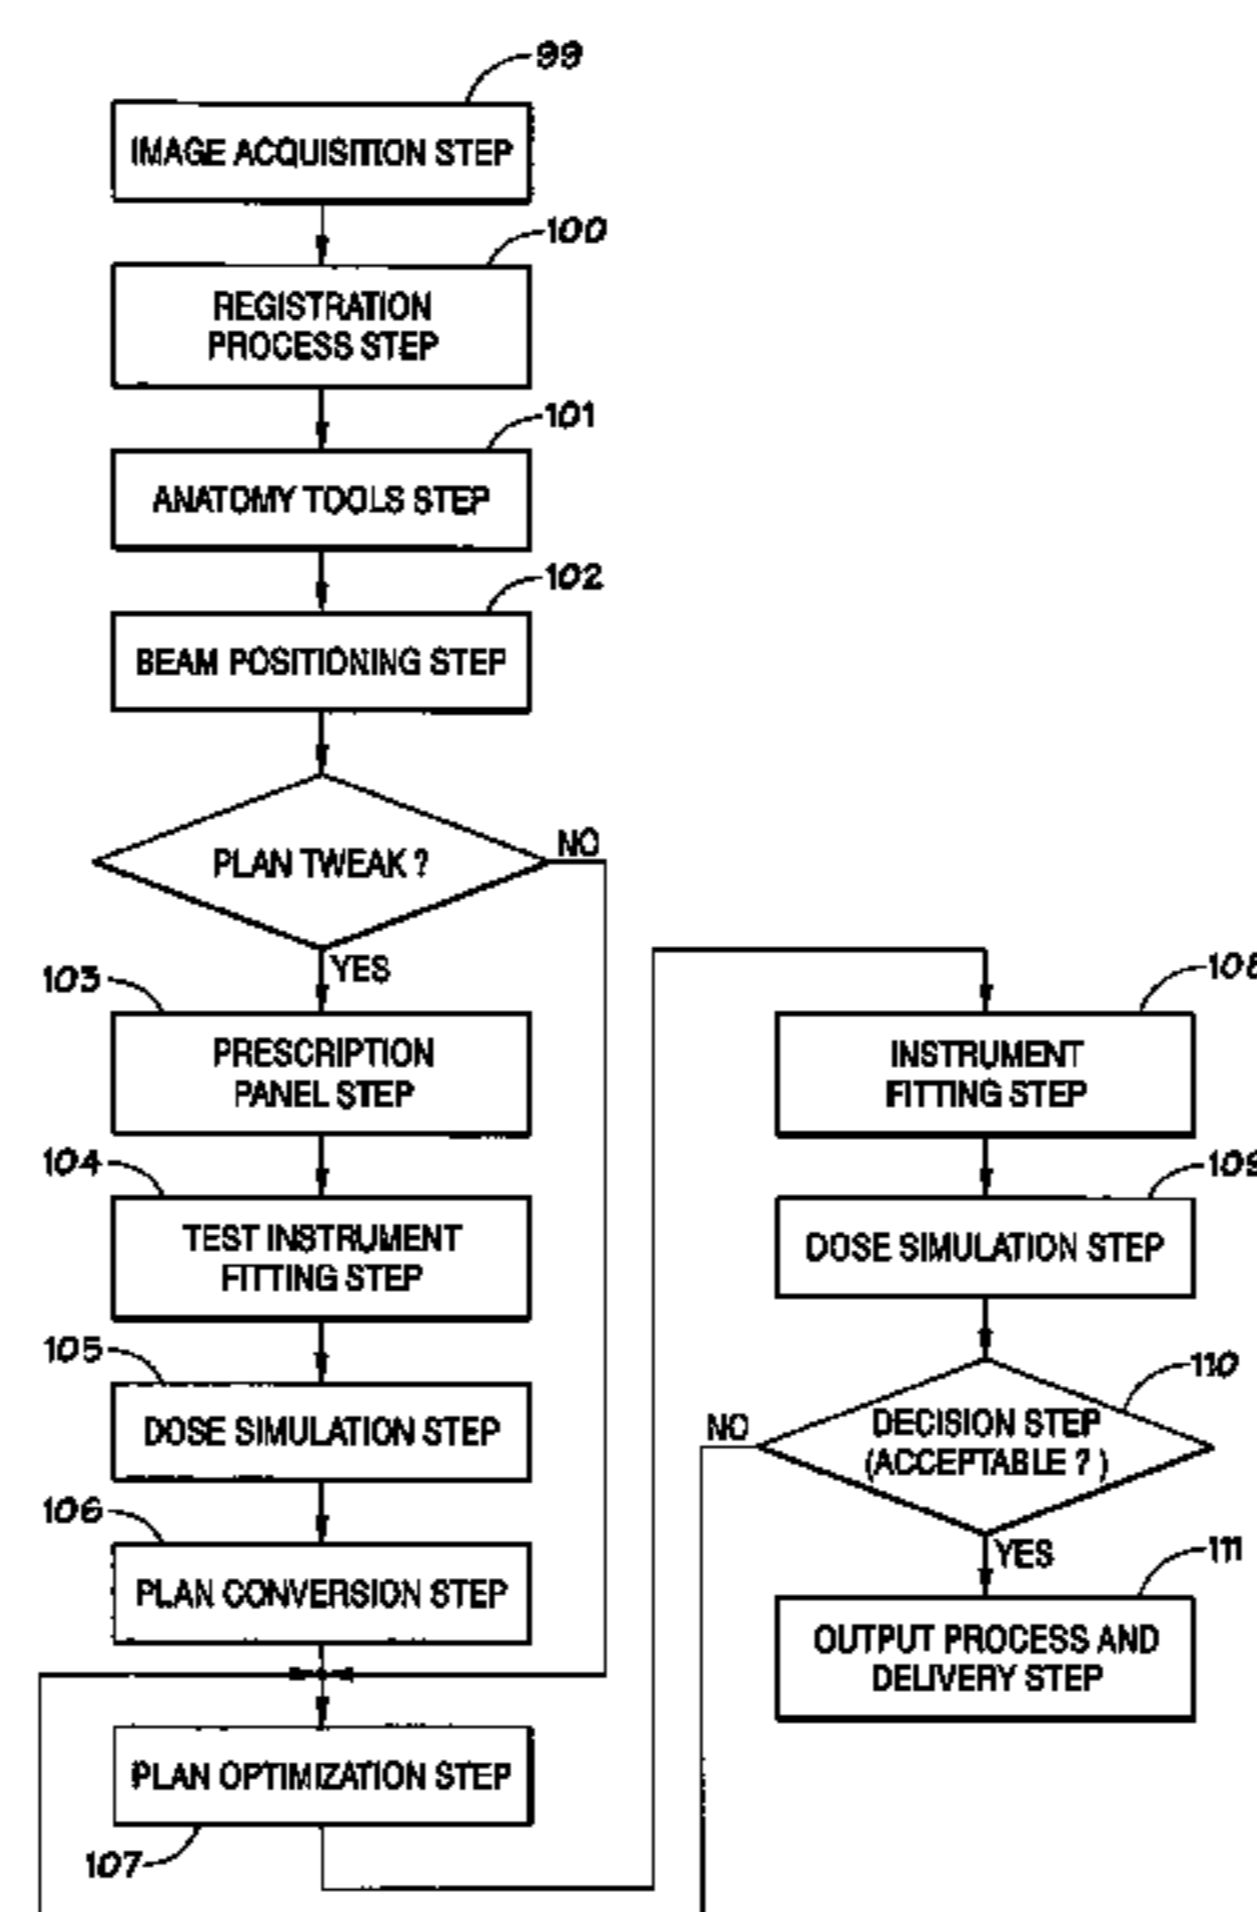 99
IMAGE ACQUISITION STEP
100
REGISTRATION
PROCESS STEP
101
ANATOMY TOOLS STEP
102
BEAM POSITIONING STEP
PLAN TWEAK ?
NO
YES
103
PRESCRIPTION
PANEL STEP
104
TEST INSTRUMENT
FITTING STEP
105
DOSE SIMULATION STEP
106
PLAN CONVERSION STEP
PLAN OPTIMIZATION STEP
107
108
INSTRUMENT
FITTING STEP
109
DOSE SIMULATION STEP
110
DECISION STEP
(ACCEPTABLE ? )
NO
YES
111
OUTPUT PROCESS AND
DELIVERY STEP